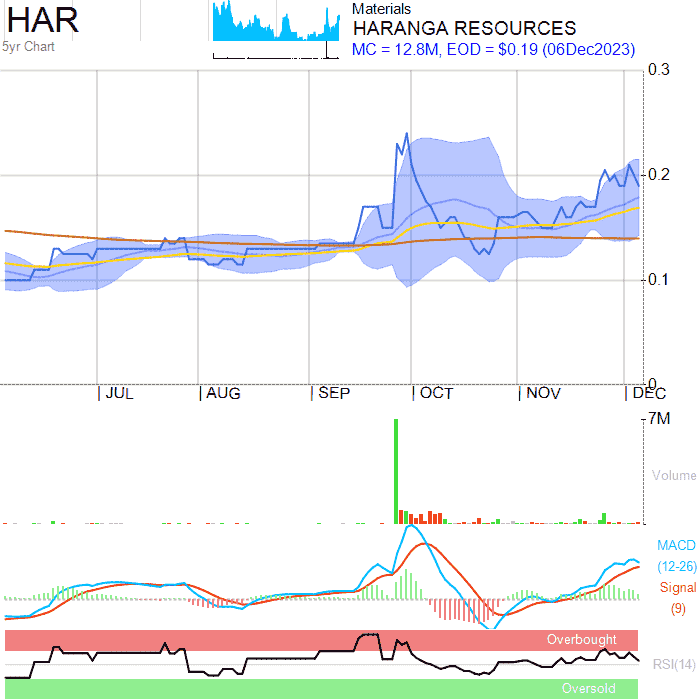 HAR
5yr Chart
Materials
HARANGA RESOURCES
MC = 12.8M, EOD = $0.19 (06Dec2023)
0.3
0.2
0.1
0
JUL
AUG
SEP
OCT
NOV
DEC
7M
Volume
MACD
(12-26)
Signal
(9)
Overbought
RSI(14)
Oversold